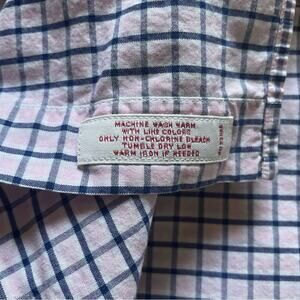 MACHINE WASH WARM
WITH LIKE COLORS
ONLY NON-CHLORINE BLEACH
TUMBLE DRY LOW
WARM IRON IF NEEDED